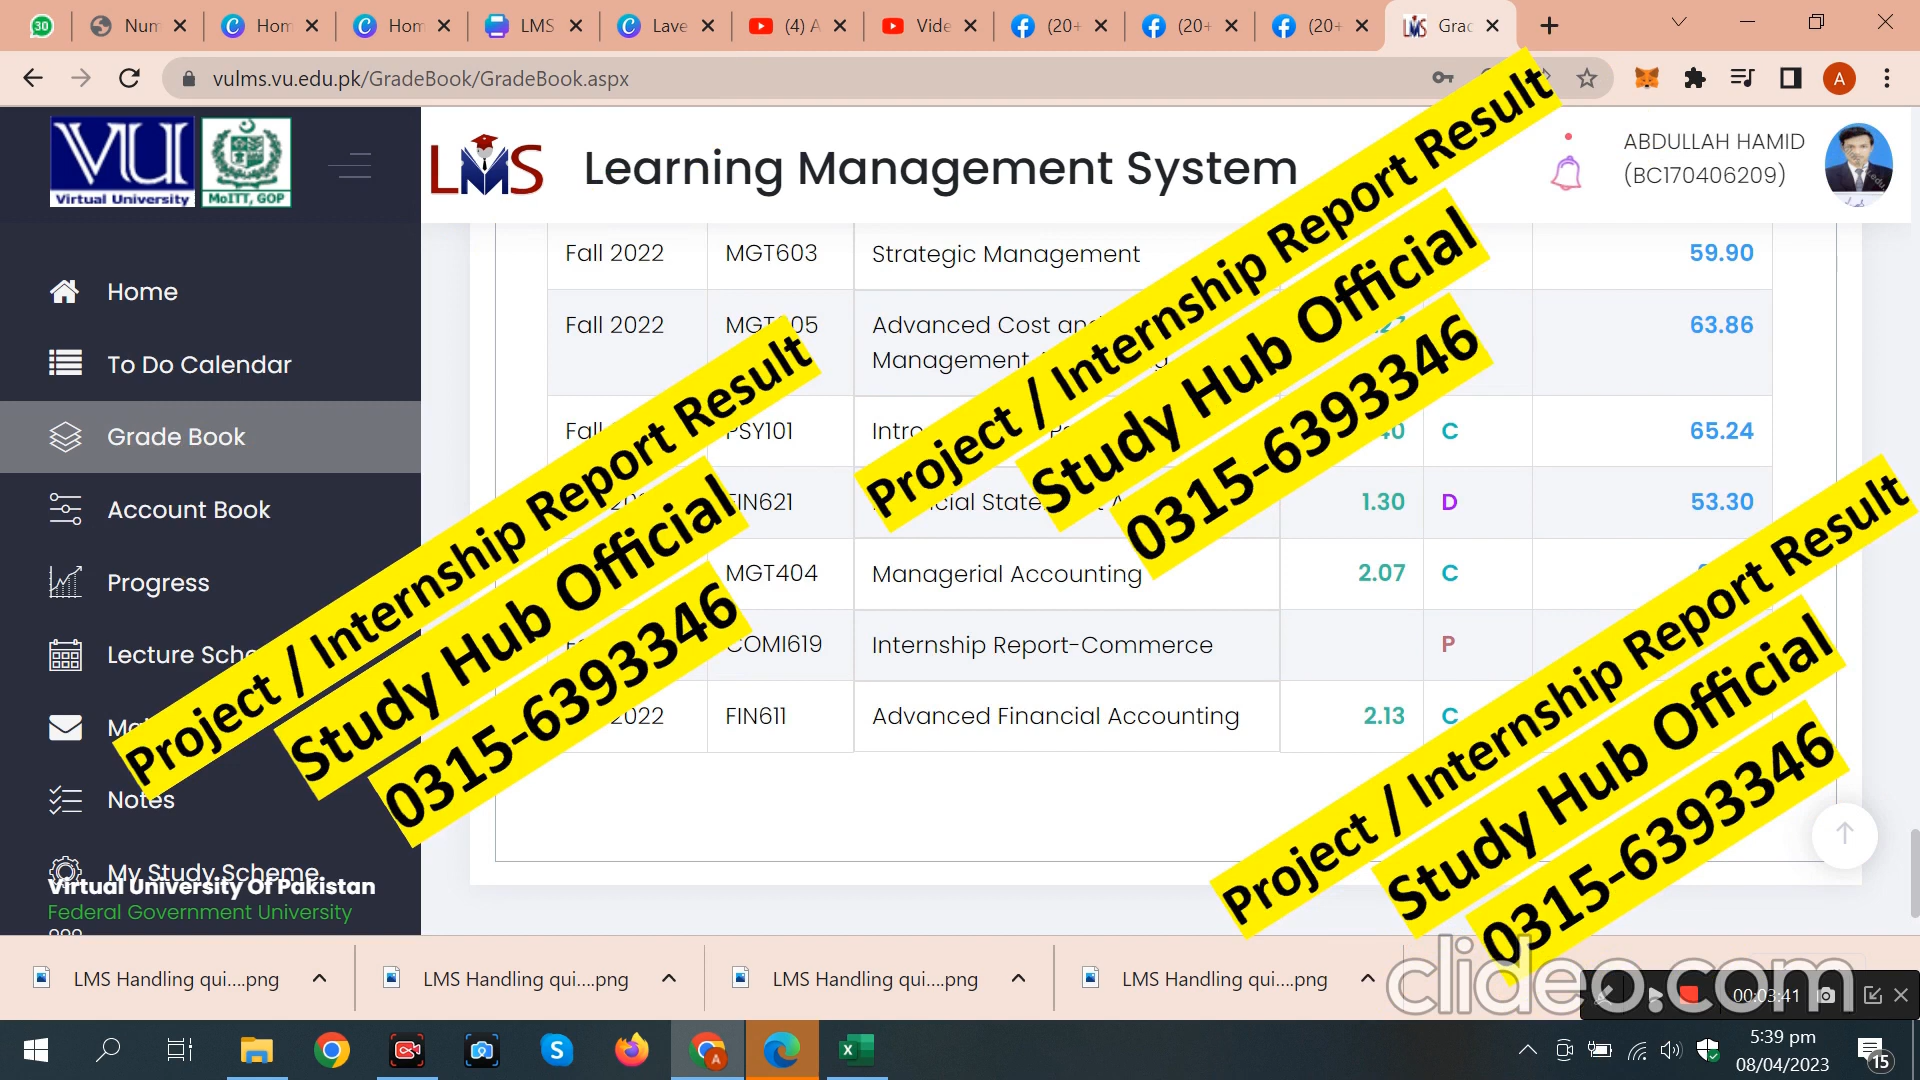 30
Num
Hom
Hom
LMS
Lave
(4) A
Vide
(20+
(20+
(20+
Grad
vulms.vu.edu.pk/GradeBook/GradeBook.aspx
A
VU
Virtual University
MoITT, GOP
LMS
Learning Management System
ABDULLAH HAMID
(BC170406209)
Home
To Do Calendar
Grade Book
Account Book
Progress
Lecture Sche
Notes
My Study Scheme
Virtual University Of Pakistan
Federal Government University
Fall 2022 MGT603 Strategic Management 59.90
Fall 2022 Advanced Cost and Management 63.86
PSY101 C 65.24
FIN621 1.30 D 53.30
MGT404 Managerial Accounting 2.07 C
COMI619 Internship Report-Commerce P
2022 FIN611 Advanced Financial Accounting 2.13 C
Project / Internship Report Result
Study Hub Official
0315-6393346
Project / Internship Report Result
Study Hub Official
0315-6393346
Project / Internship Report Result
Study Hub Official
0315-6393346
LMS Handling qui....png
LMS Handling qui....png
LMS Handling qui....png
LMS Handling qui....png
clideo.com
00:03:41
5:39 pm
08/04/2023
15